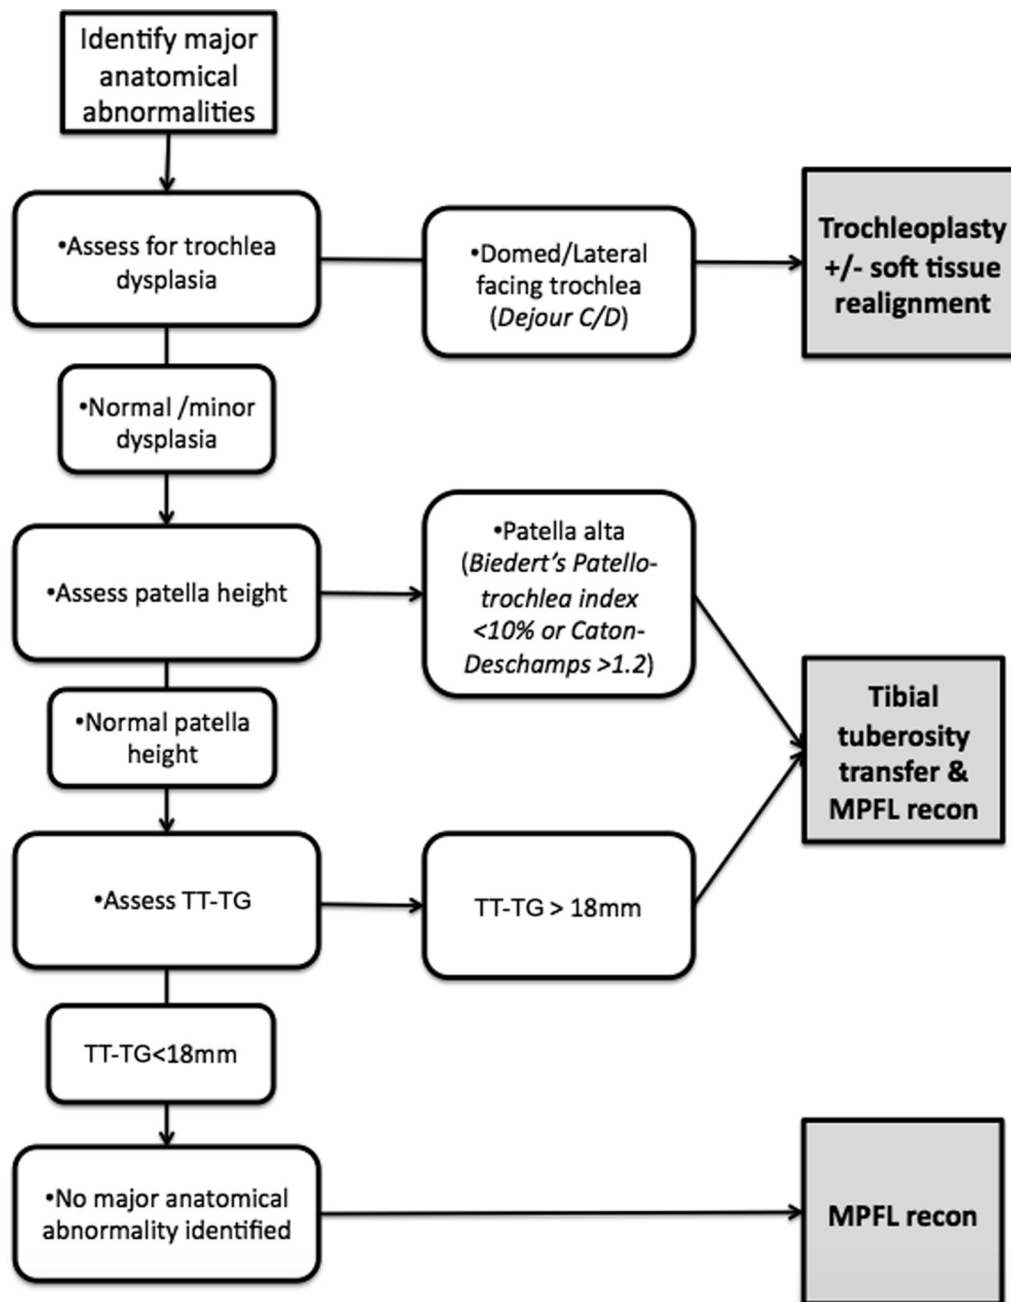 Identify major
anatomical
abnormalities
•Assess for trochlea
dysplasia
•Domed/Lateral
facing trochlea
(Dejour C/D)
Trochleoplasty
+/- soft tissue
realignment
•Normal /minor
dysplasia
•Assess patella height
•Patella alta
(Biedert's Patello-
trochlea index
<10% or Caton-
Deschamps >1.2)
•Normal patella
height
Tibial
tuberosity
transfer &
MPFL recon
•Assess TT-TG
TT-TG > 18mm
TT-TG<18mm
•No major anatomical
abnormality identified
MPFL recon